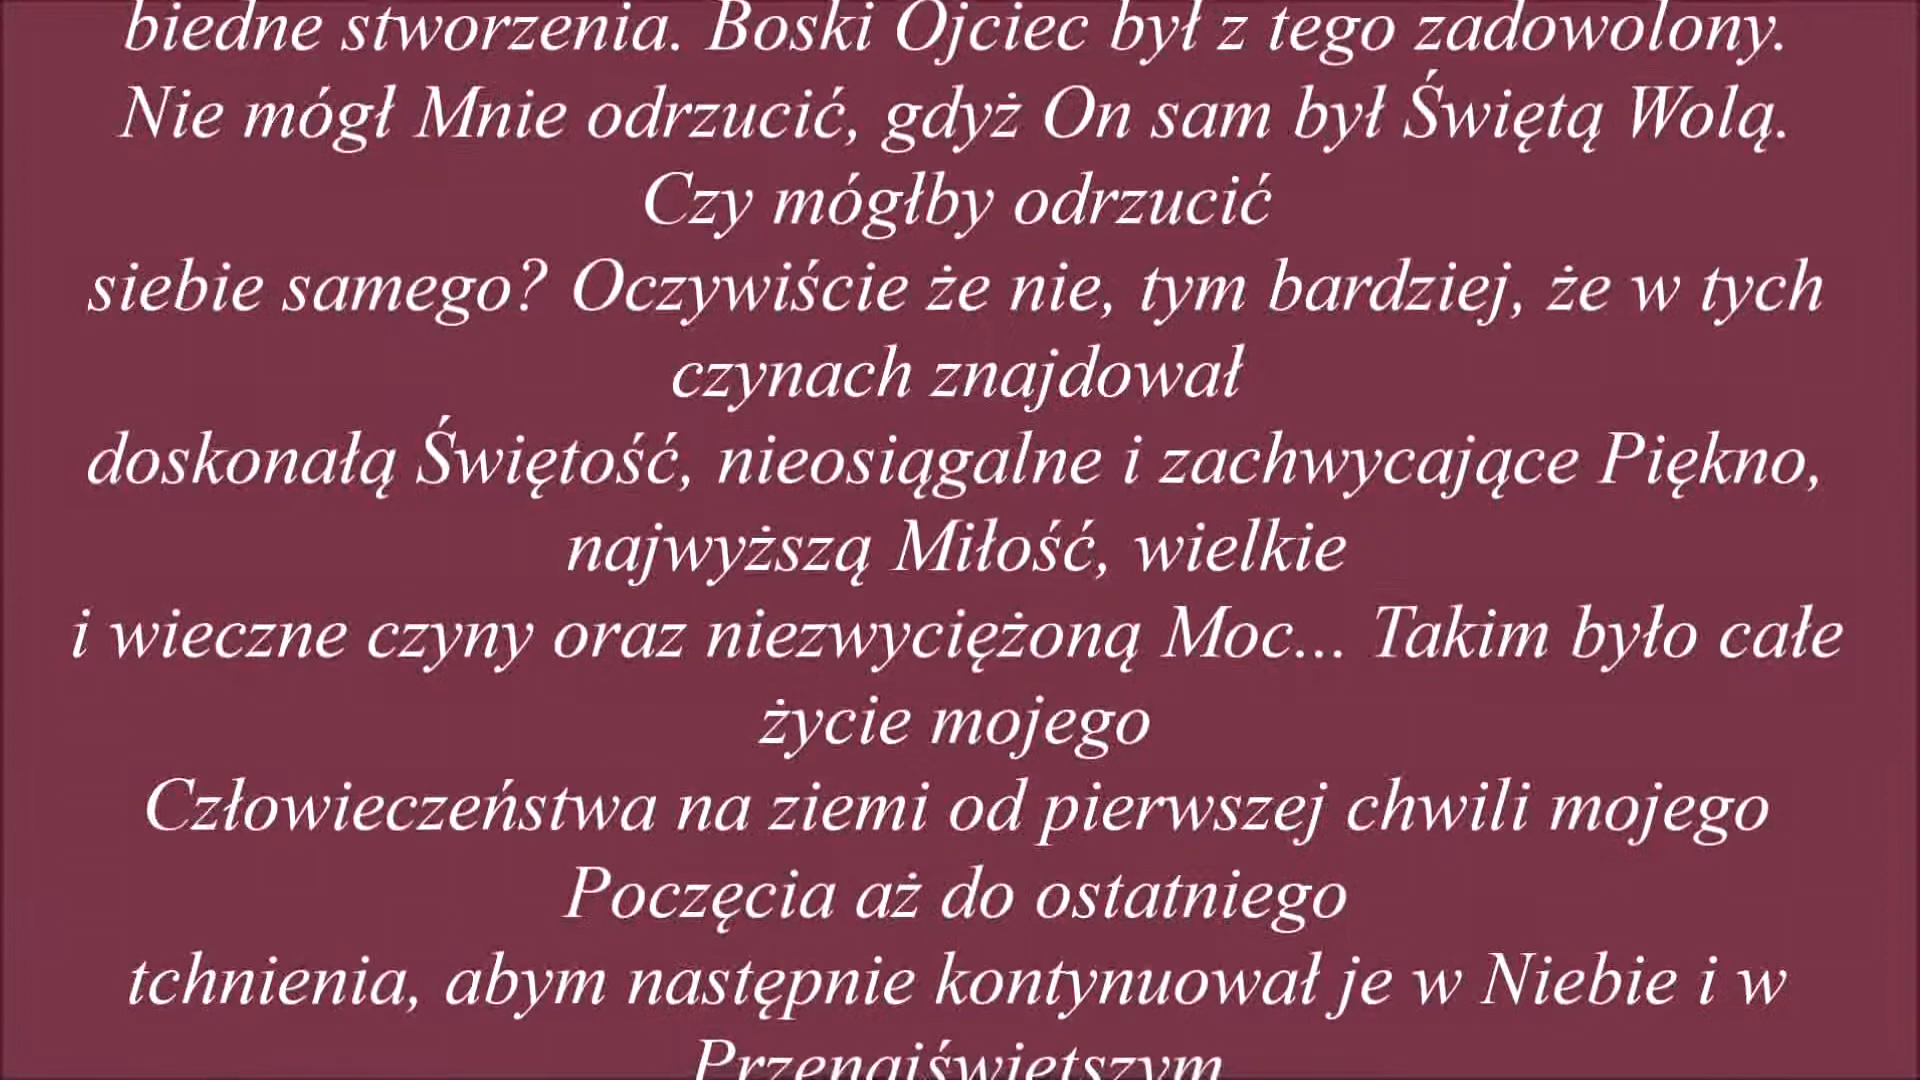 biedne stworzenia. Boski Ojciec był z tego zadowolony.
Nie mógł Mnie odrzucić, gdyż On sam był Świętą Wolą.
Czy mógłby odrzucić
siebie samego? Oczywiście że nie, tym bardziej, że w tych
czynach znajdował
doskonałą Świętość, nieosiągalne i zachwycające Piękno,
najwyższą Miłość, wielkie
i wieczne czyny oraz niezwyciężoną Moc... Takim było całe
życie mojego
Człowieczeństwa na ziemi od pierwszej chwili mojego
Poczęcia aż do ostatniego
tchnienia, abym następnie kontynuował je w Niebie i w
Przenajświętszym